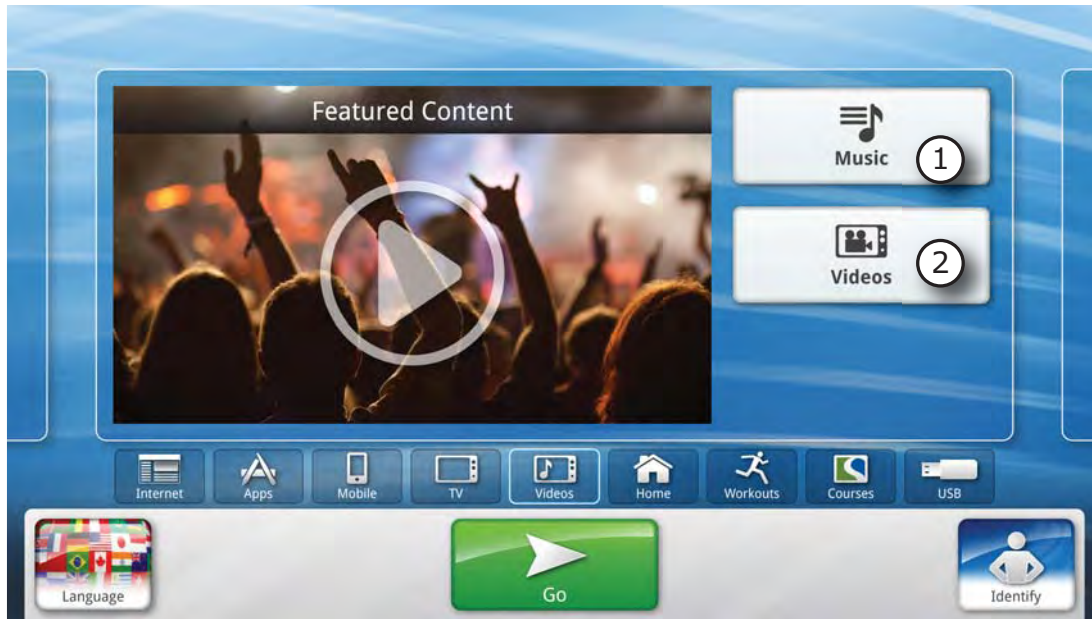 Featured Content
Music
1
Videos
2
Internet
Apps
Mobile
TV
Videos
Home
Workouts
Courses
USB
Language
Go
Identify